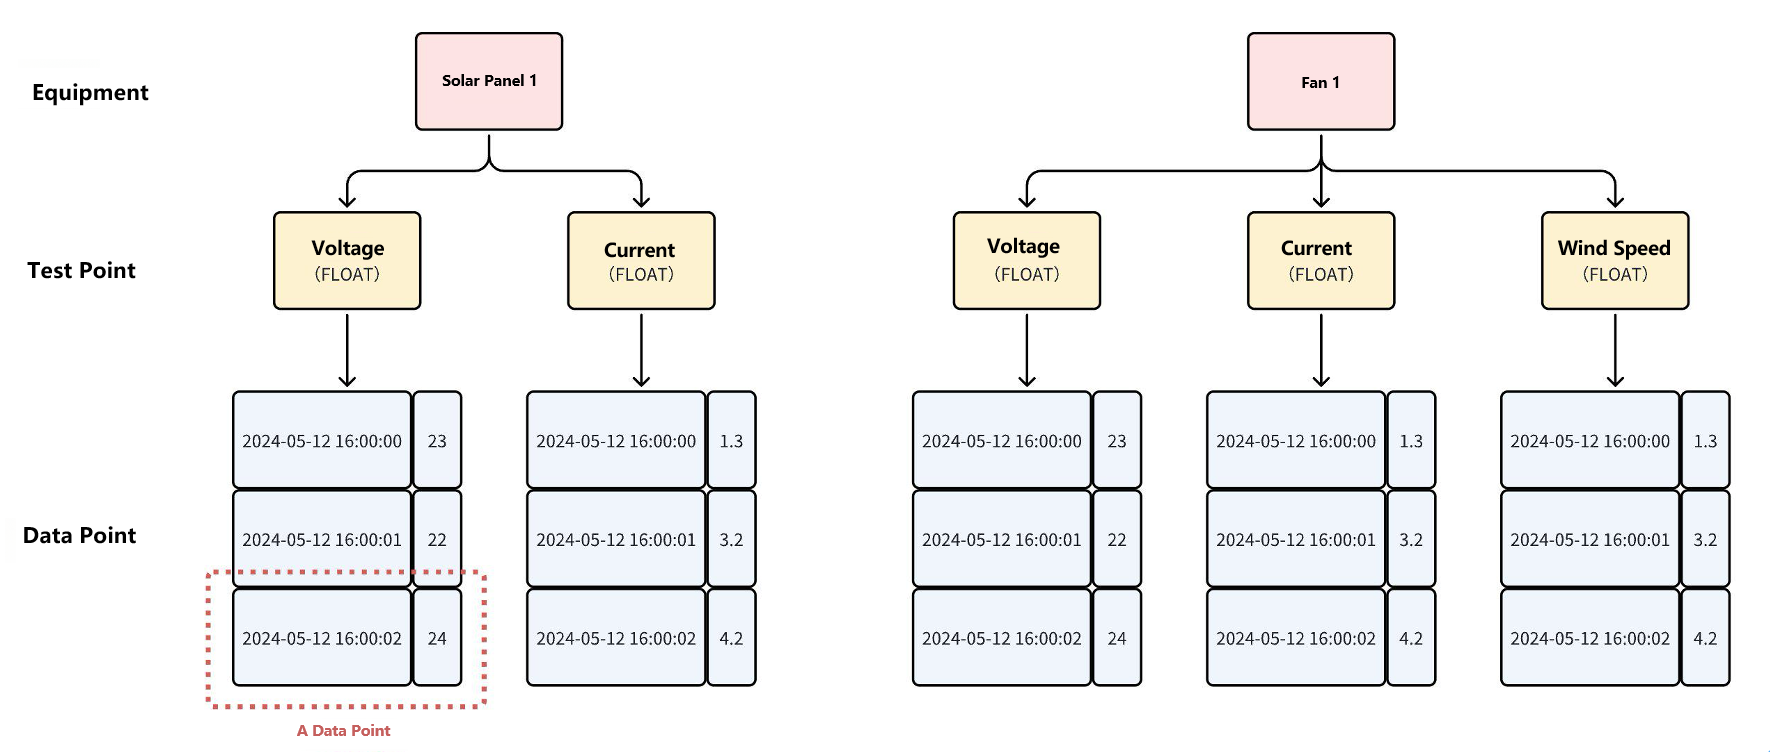 Equipment
Solar Panel 1
Fan 1
Test Point
Voltage
(FLOAT)
Current
(FLOAT)
Voltage
(FLOAT)
Current
(FLOAT)
Wind Speed
(FLOAT)
Data Point
2024-05-12 16:00:00 23
2024-05-12 16:00:01 22
2024-05-12 16:00:02 24
2024-05-12 16:00:00 1.3
2024-05-12 16:00:01 3.2
2024-05-12 16:00:02 4.2
2024-05-12 16:00:00 23
2024-05-12 16:00:01 22
2024-05-12 16:00:02 24
2024-05-12 16:00:00 1.3
2024-05-12 16:00:01 3.2
2024-05-12 16:00:02 4.2
2024-05-12 16:00:00 1.3
2024-05-12 16:00:01 3.2
2024-05-12 16:00:02 4.2
A Data Point